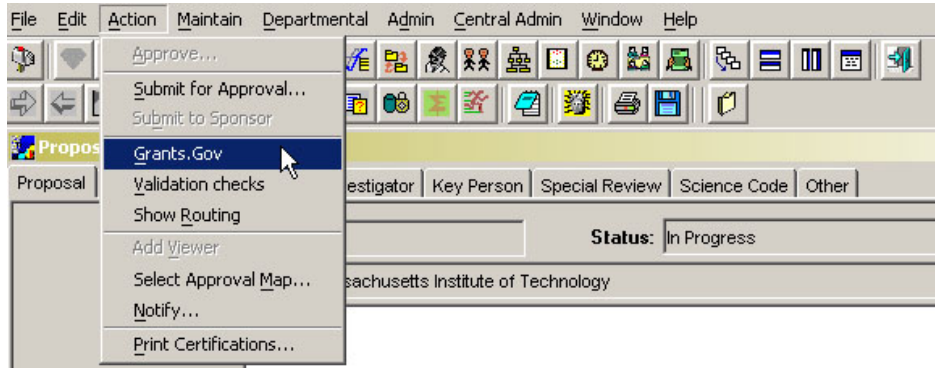 File Edit Action Maintain Departmental Admin Central Admin Window Help
Approve...
Submit for Approval...
Submit to Sponsor
Propos
Grants.Gov
Proposal
Validation checks
estigator Key Person Special Review Science Code Other
Show Routing
Status: In Progress
Add Viewer
Select Approval Map...
sachusetts Institute of Technology
Notify...
Print Certifications...